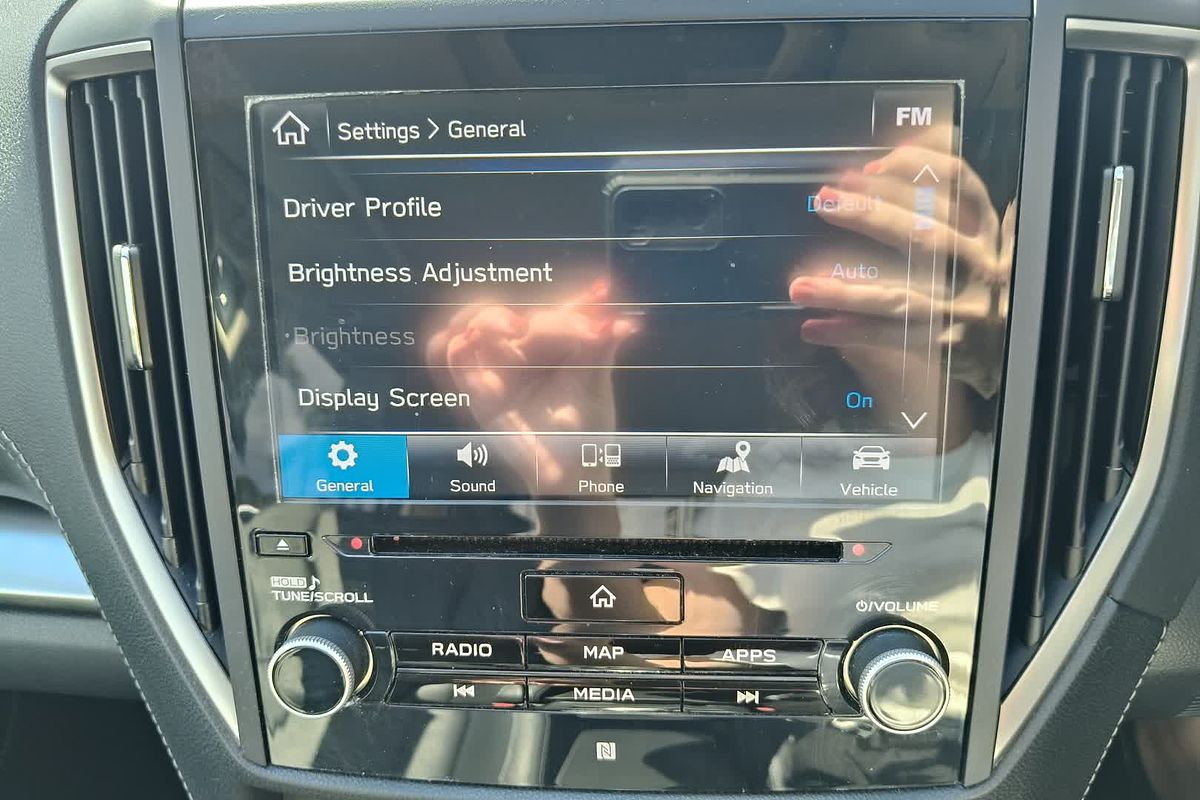 Settings > General
FM
Driver Profile Default
Brightness Adjustment Auto
Brightness
Display Screen On
General Sound Phone Navigation Vehicle
HOLD
TUNE/SCROLL
/VOLUME
RADIO MAP APPS
MEDIA
N